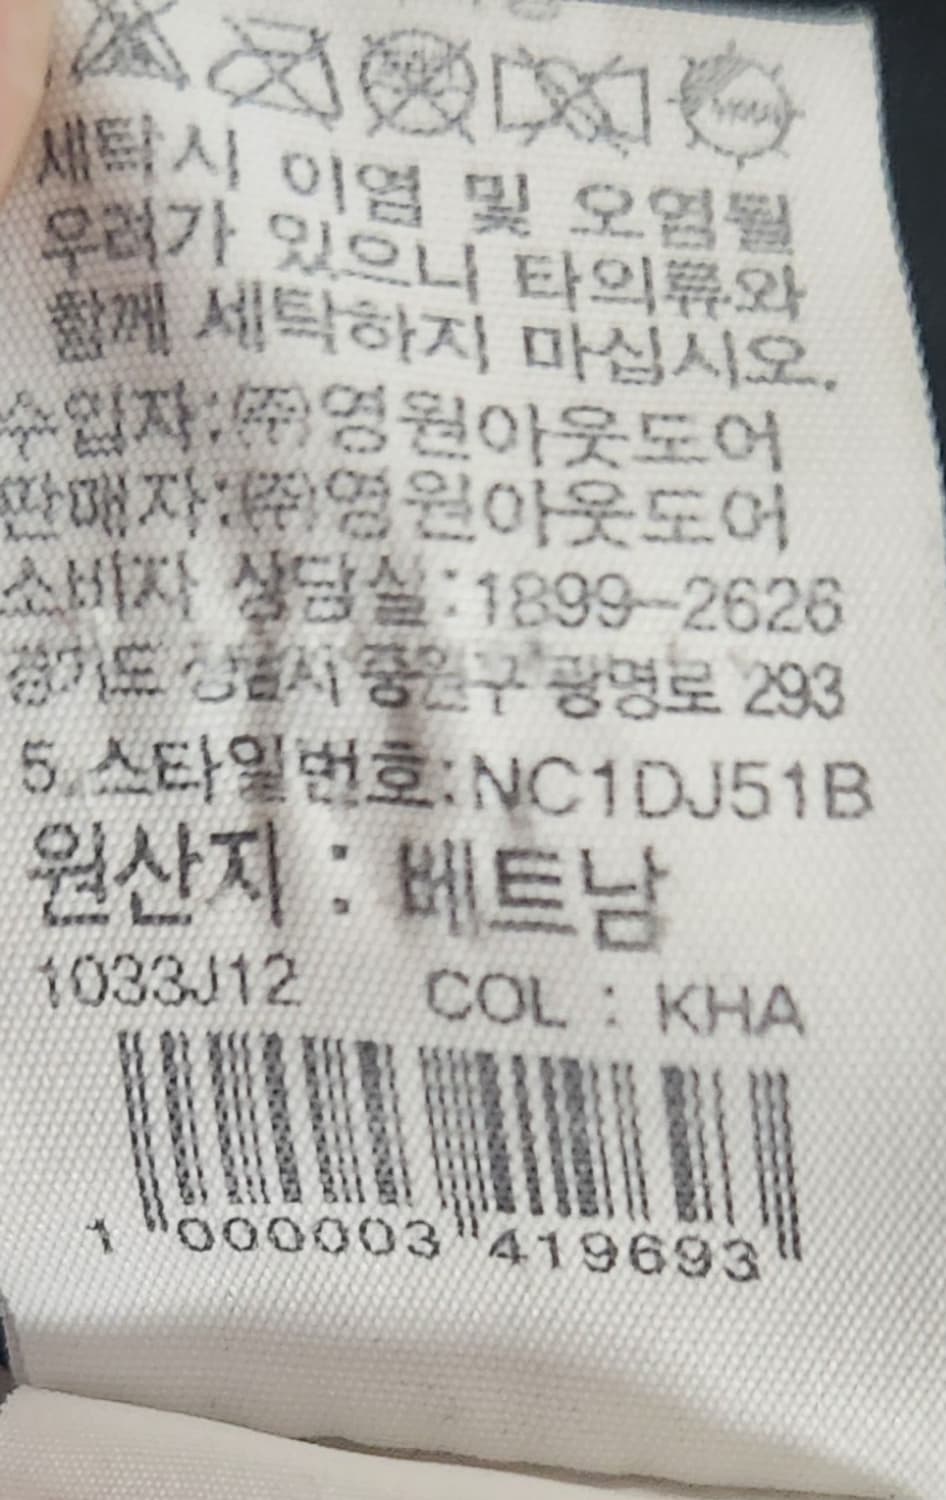 세탁시 이염 및 오염될
우려가 있으니 타의류와
함께 세탁하지 마십시오.
수입자:㈜영원아웃도어
판매자:㈜영원아웃도어
소비자 상담실:1899-2626
경기도 성남시 중원구 광명로 293
5.스타일번호:NC1DJ51B
원산지 : 베트남
1033J12 COL : KHA
1 000003 419693